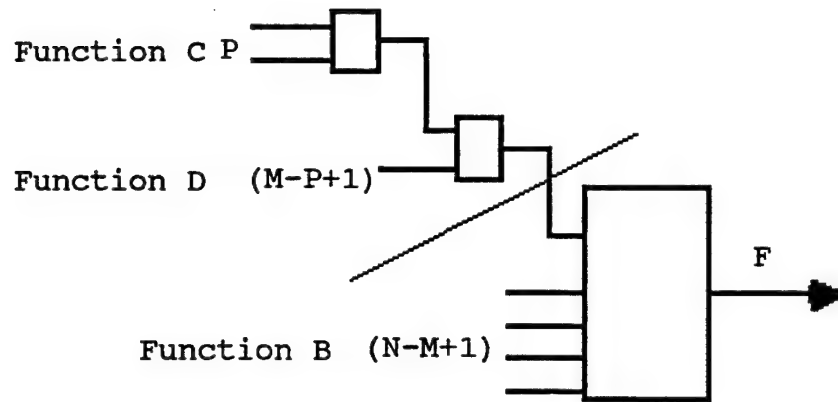 Function C P
Function D (M-P+1)
F
Function B (N-M+1)